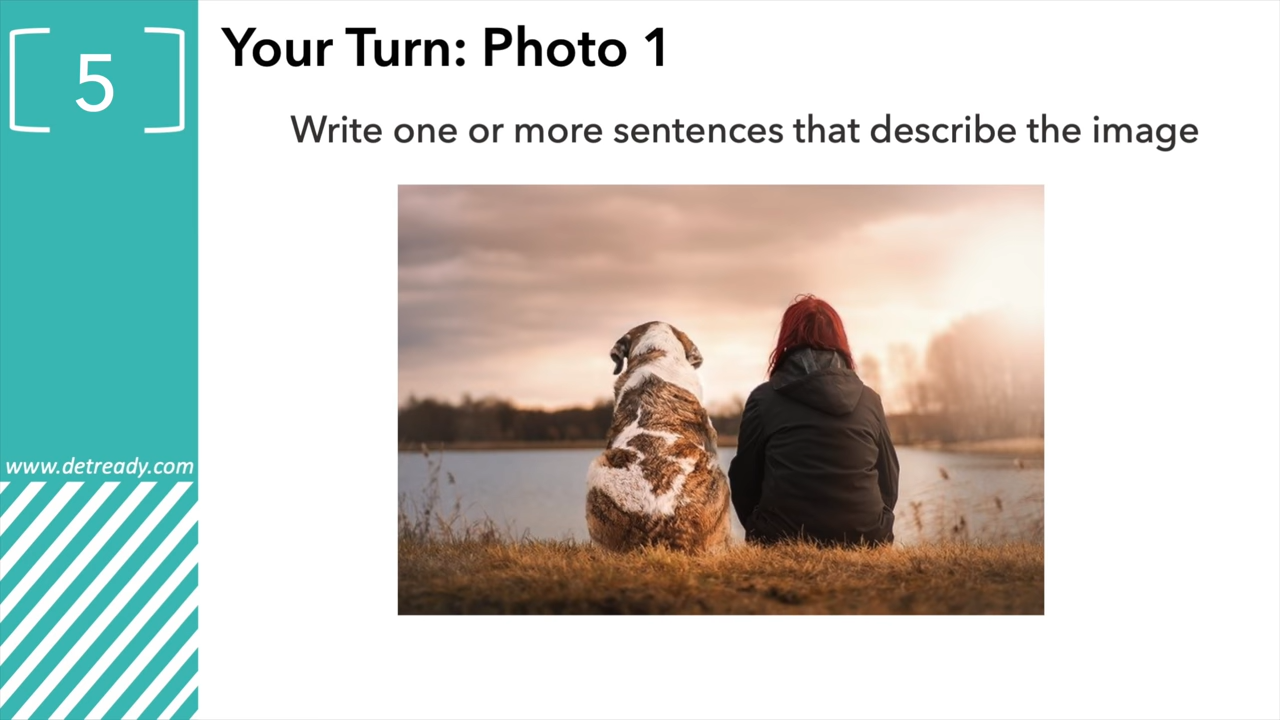 5
Your Turn: Photo 1
Write one or more sentences that describe the image
www.detready.com